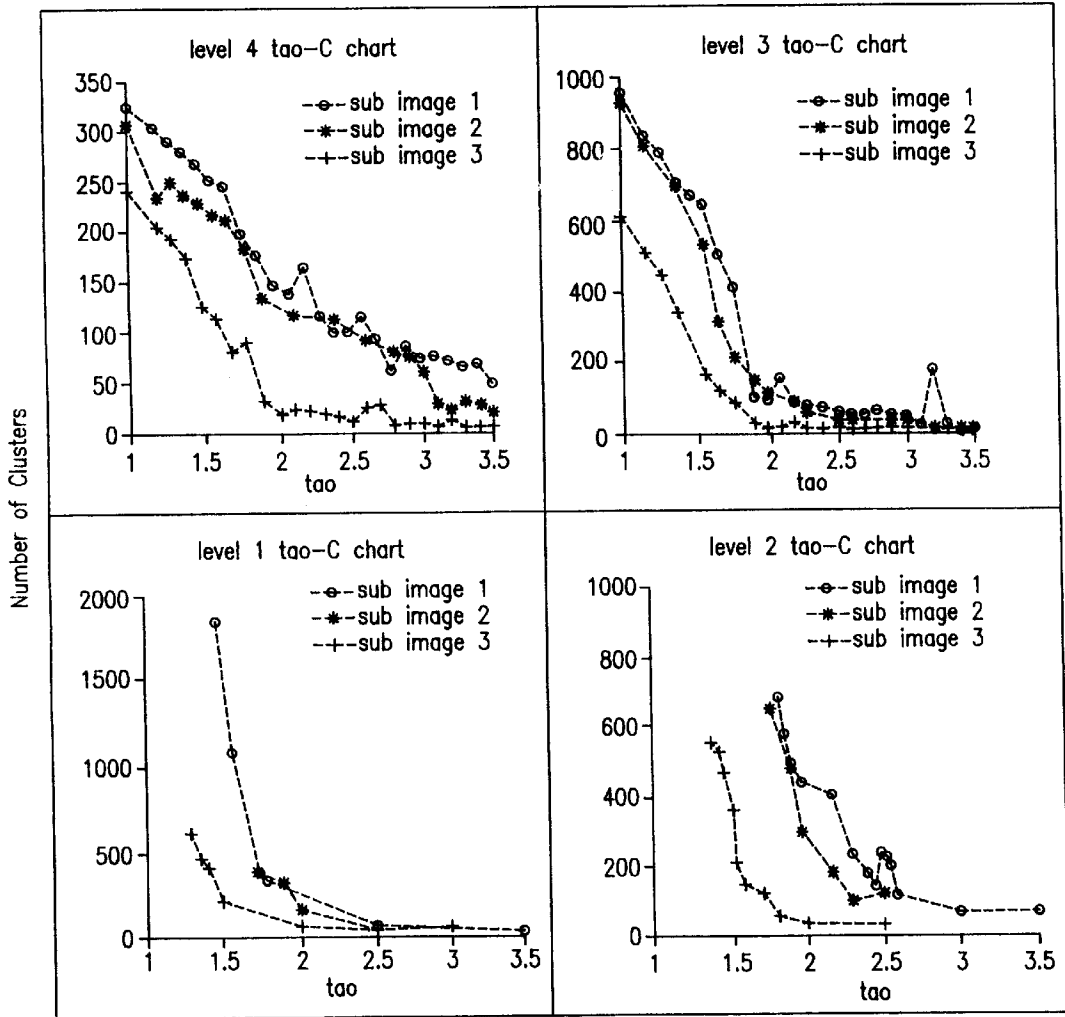 Number of Clusters
level 4 tao-C chart
sub image 1
sub image 2
sub image 3
350
300
250
200
150
100
50
0
1 1.5 2 2.5 3 3.5
tao
level 3 tao-C chart
sub image 1
sub image 2
sub image 3
1000
800
600
400
200
0
1 1.5 2 2.5 3 3.5
tao
level 1 tao-C chart
sub image 1
sub image 2
sub image 3
2000
1500
1000
500
0
1 1.5 2 2.5 3 3.5
tao
level 2 tao-C chart
sub image 1
sub image 2
sub image 3
1000
800
600
400
200
0
1 1.5 2 2.5 3 3.5
tao